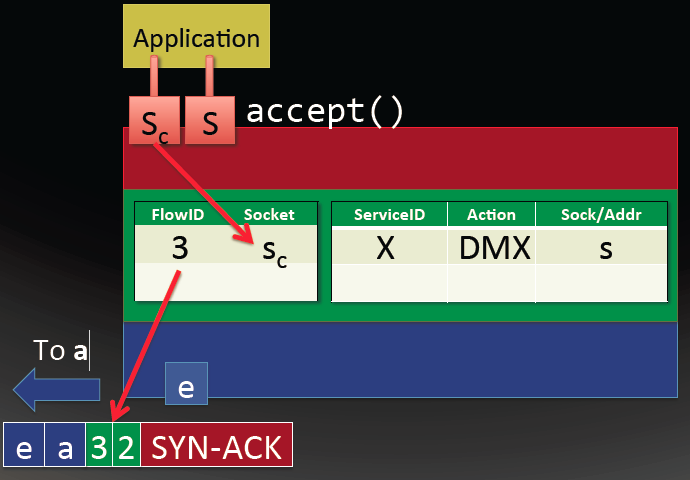 Application
Sc S accept()
FlowID Socket ServiceID Action Sock/Addr
3 sc X DMX s
To a
e
e a 3 2 SYN-ACK